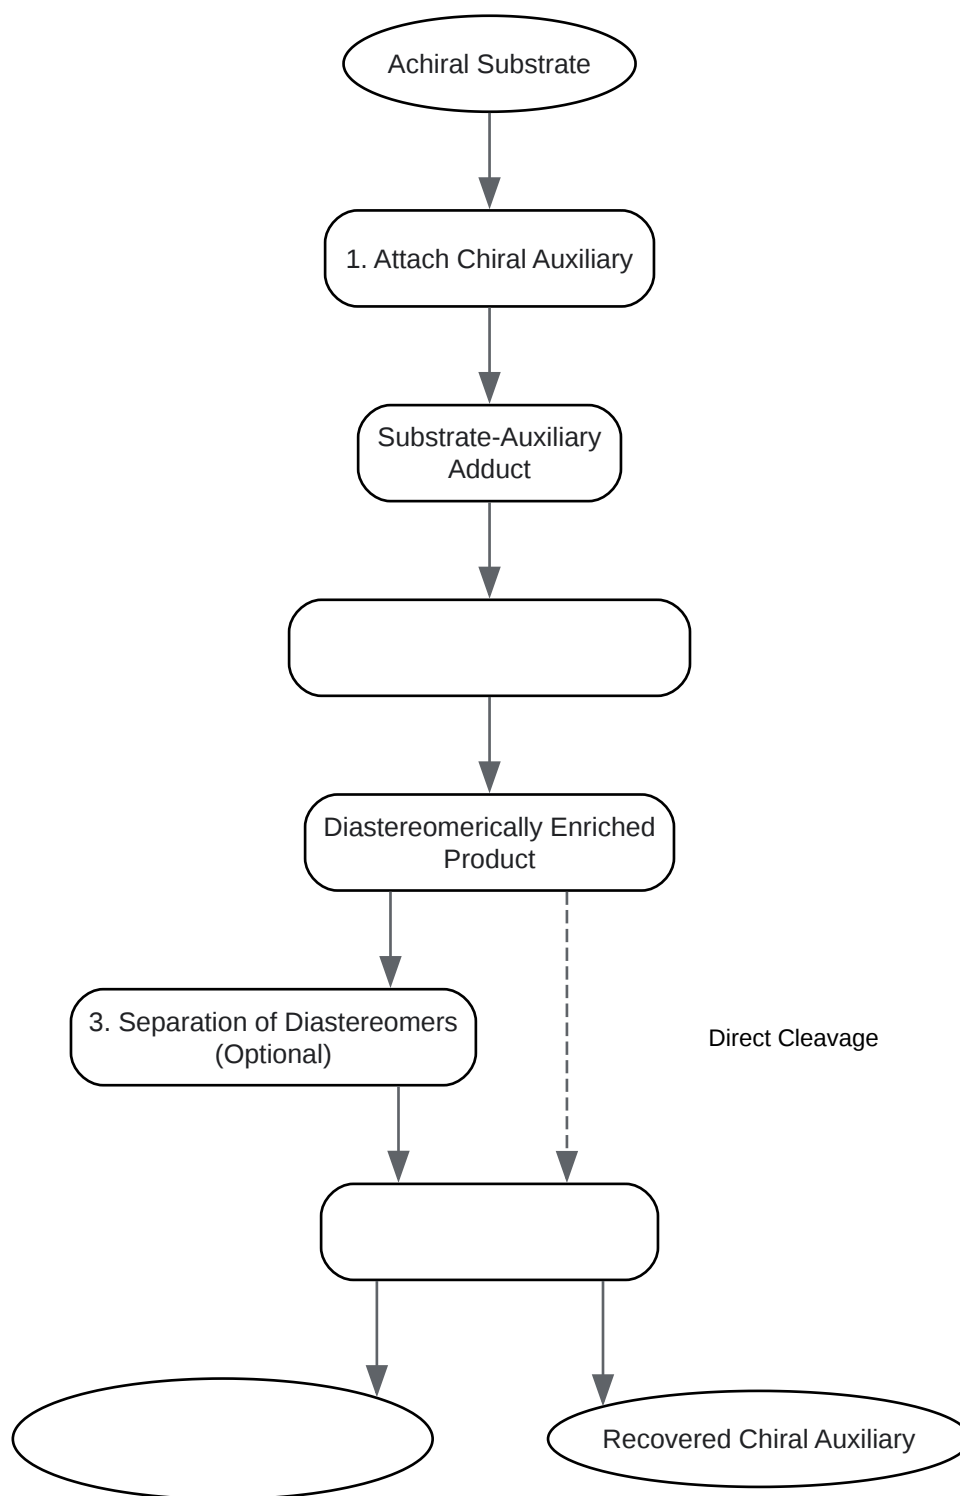 Achiral Substrate
1. Attach Chiral Auxiliary
Substrate-Auxiliary
Adduct
Diastereomerically Enriched
Product
3. Separation of Diastereomers
(Optional)
Direct Cleavage
Recovered Chiral Auxiliary